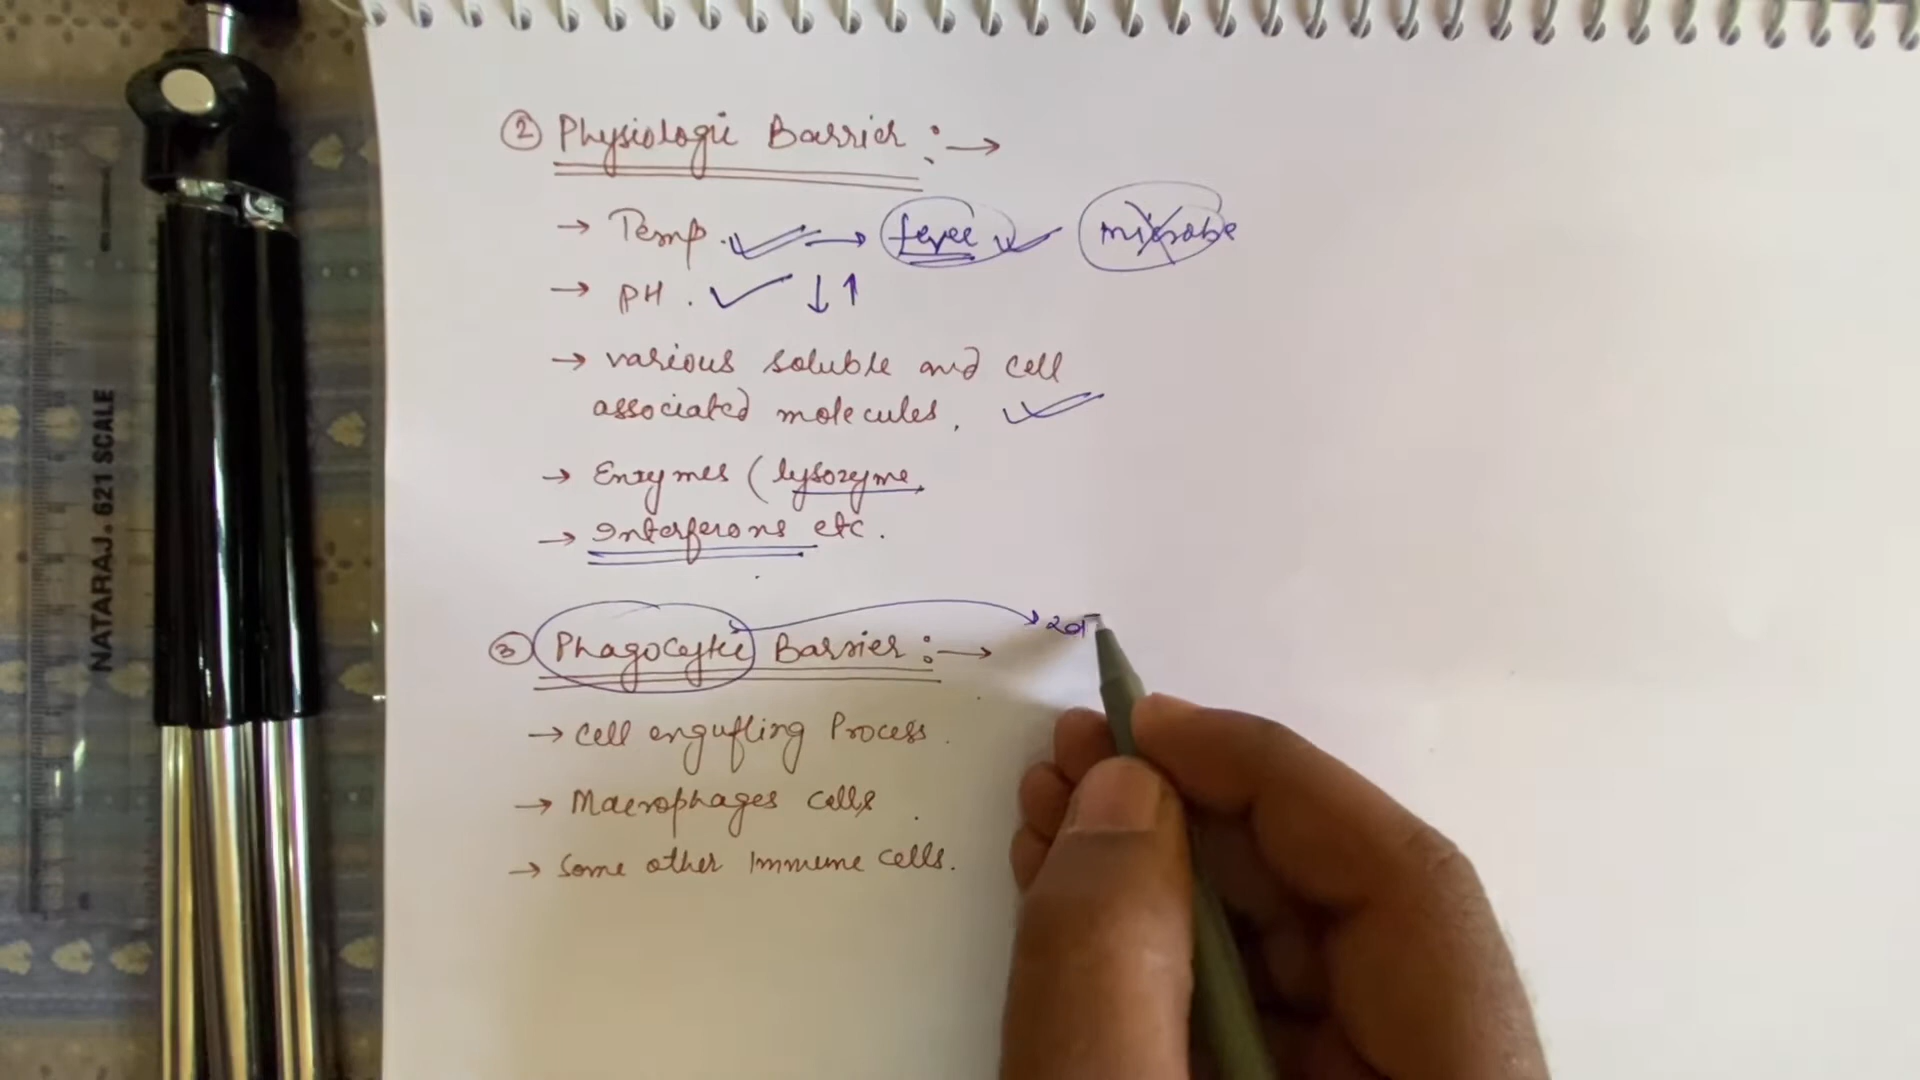 ② Physiologic Barrier : →
→ Temp. → fever microbe
→ PH . ↓ ↑
→ various soluble and cell
associated molecules.
→ Enzymes ( lysozyme
→ Interferons etc.
③ Phagocytic Barrier : →
→ Cell engufling Process.
→ Macrophages cells.
→ Some other Immune cells.
NATARAJ. 621 SCALE